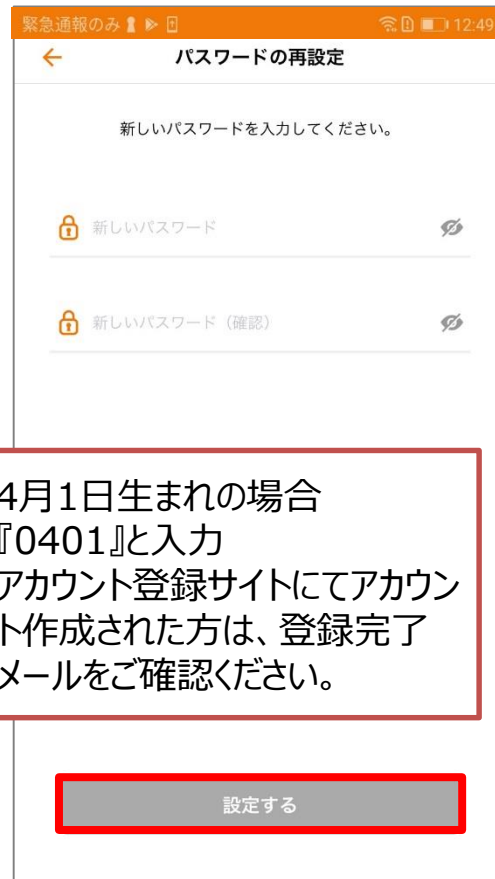 緊急通報のみ 12:49
パスワードの再設定
新しいパスワードを入力してください。
新しいパスワード
新しいパスワード（確認）
4月1日生まれの場合
『0401』と入力
アカウント登録サイトにてアカウン
ト作成された方は、登録完了
メールをご確認ください。
設定する